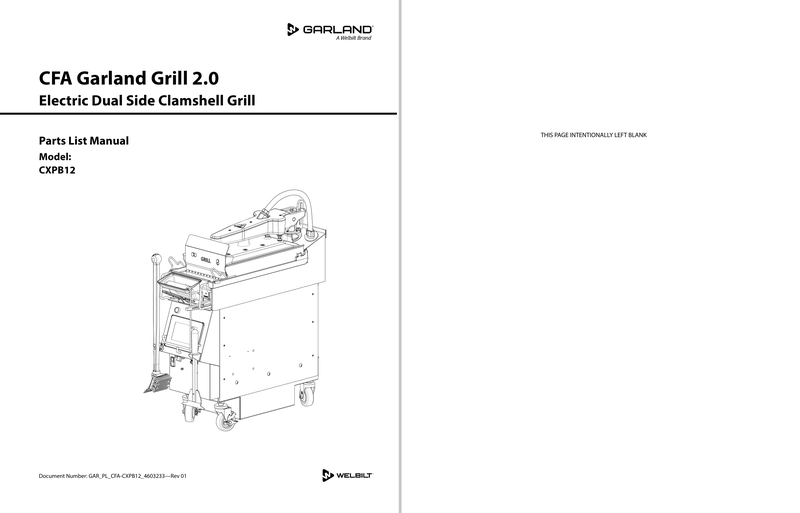 GARLAND
A Welbilt Brand
CFA Garland Grill 2.0
Electric Dual Side Clamshell Grill
Parts List Manual
Model:
CXPB12
GRILL
Document Number: GAR_PL_CFA-CXPB12_4603233—Rev 01
WELBILT
THIS PAGE INTENTIONALLY LEFT BLANK